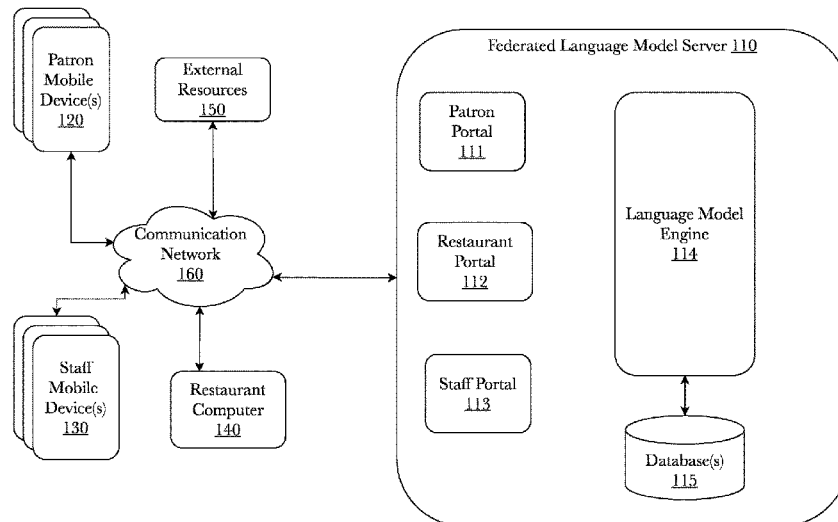 Patron
Mobile
Device(s)
120
External
Resources
150
Communication
Network
160
Staff
Mobile
Device(s)
130
Restaurant
Computer
140
Federated Language Model Server 110
Patron
Portal
111
Restaurant
Portal
112
Staff Portal
113
Language Model
Engine
114
Database(s)
115